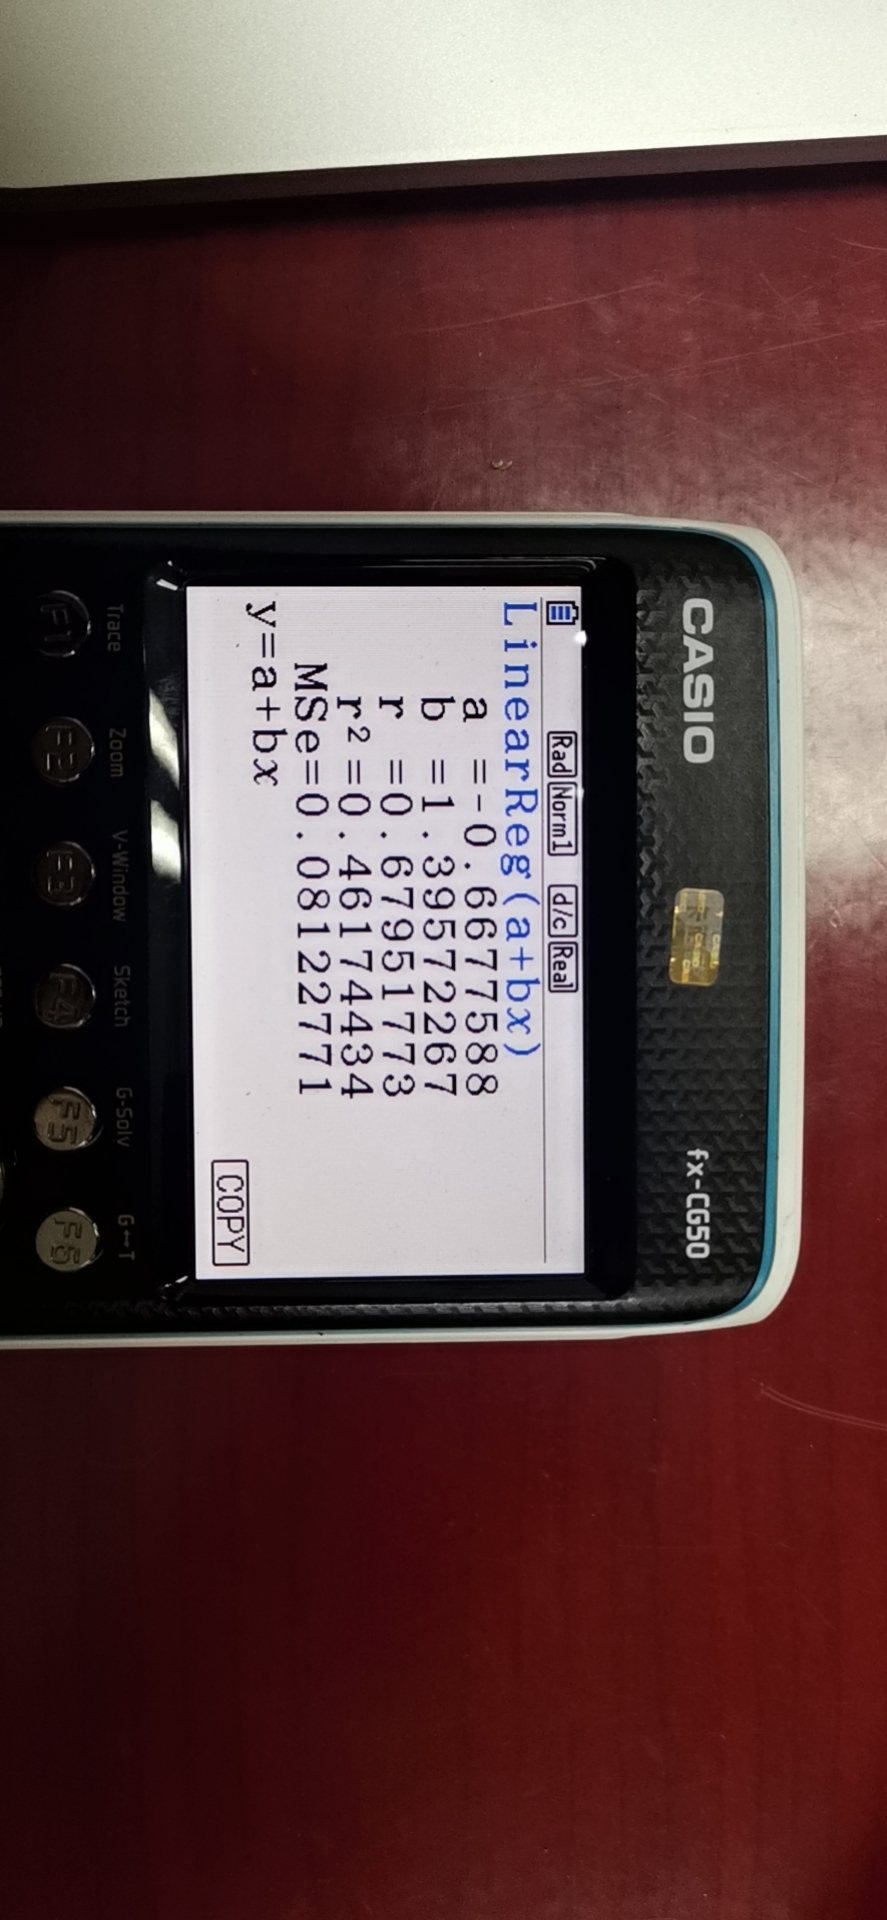 CASIO
fx-CG50
Rad Norm1 d/c Real
LinearReg(a+bx)
a =-0.6677588
b =1.39572267
r =0.67951773
r²=0.46174434
MSe=0.08122771
y=a+bx
COPY
Trace Zoom V-Window Sketch G-Solv G↔T
F1 F2 F3 F4 F5 F6